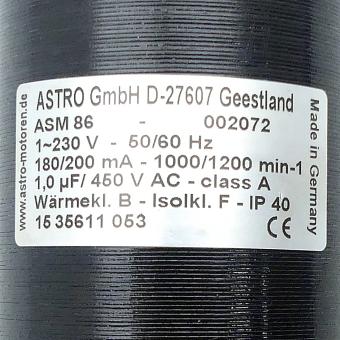 www.astro-motoren.de
ASTRO GmbH D-27607 Geestland
ASM 86 - 002072
1~230 V - 50/60 Hz
180/200 mA - 1000/1200 min-1
1,0 µF/ 450 V AC - class A
Wärmekl. B - Isolkl. F - IP 40
15 35611 053
CE
Made in Germany